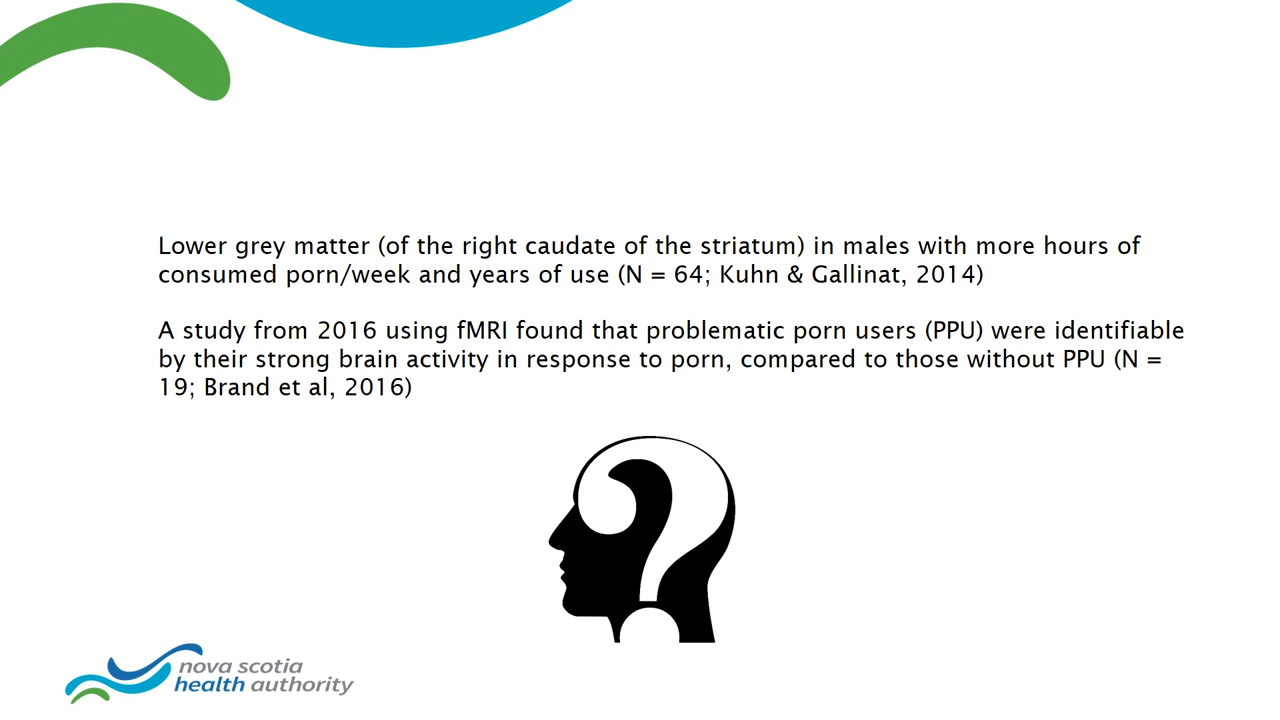 Lower grey matter (of the right caudate of the striatum) in males with more hours of
consumed porn/week and years of use (N = 64; Kuhn & Gallinat, 2014)
A study from 2016 using fMRI found that problematic porn users (PPU) were identifiable
by their strong brain activity in response to porn, compared to those without PPU (N =
19; Brand et al, 2016)
nova scotia
health authority